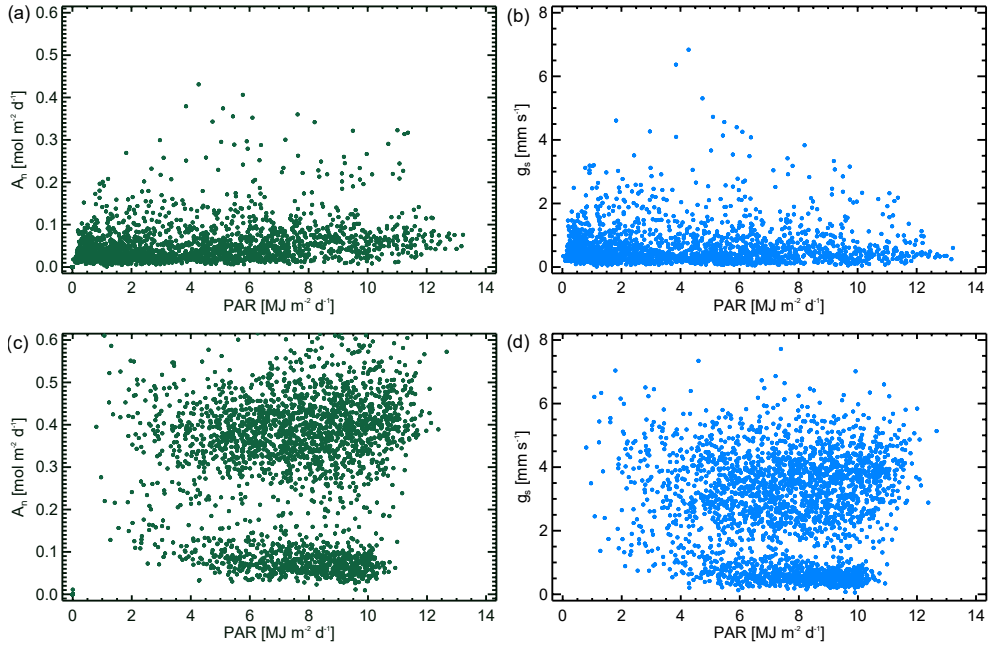 (a)
0.6
0.5
0.4
0.3
0.2
0.1
0.0
Aₙ [mol m⁻² d⁻¹]
0 2 4 6 8 10 12 14
PAR [MJ m⁻² d⁻¹]
(b)
8
6
4
2
0
gₛ [mm s⁻¹]
0 2 4 6 8 10 12 14
PAR [MJ m⁻² d⁻¹]
(c)
0.6
0.5
0.4
0.3
0.2
0.1
0.0
Aₙ [mol m⁻² d⁻¹]
0 2 4 6 8 10 12 14
PAR [MJ m⁻² d⁻¹]
(d)
8
6
4
2
0
gₛ [mm s⁻¹]
0 2 4 6 8 10 12 14
PAR [MJ m⁻² d⁻¹]